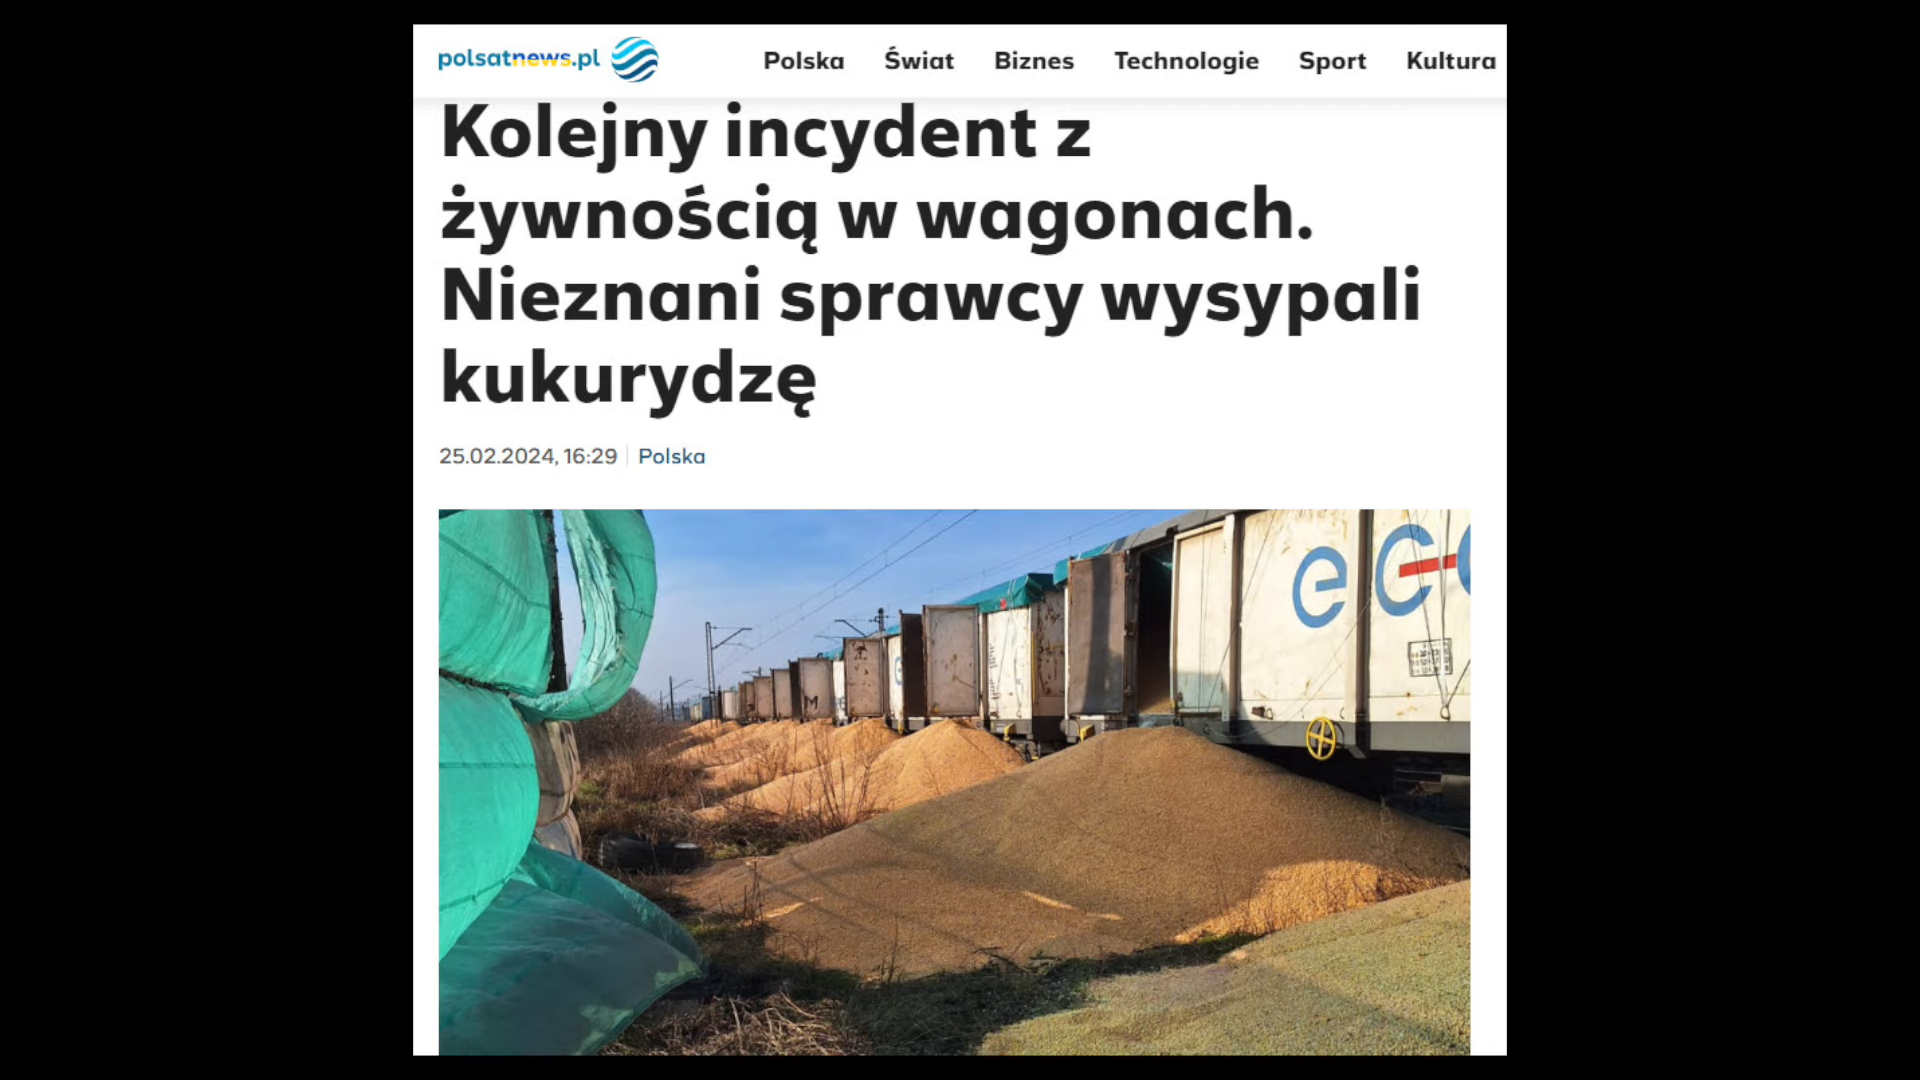 polsatnews.pl
Polska Świat Biznes Technologie Sport Kultura
Kolejny incydent z
żywnością w wagonach.
Nieznani sprawcy wysypali
kukurydzę
25.02.2024, 16:29 Polska